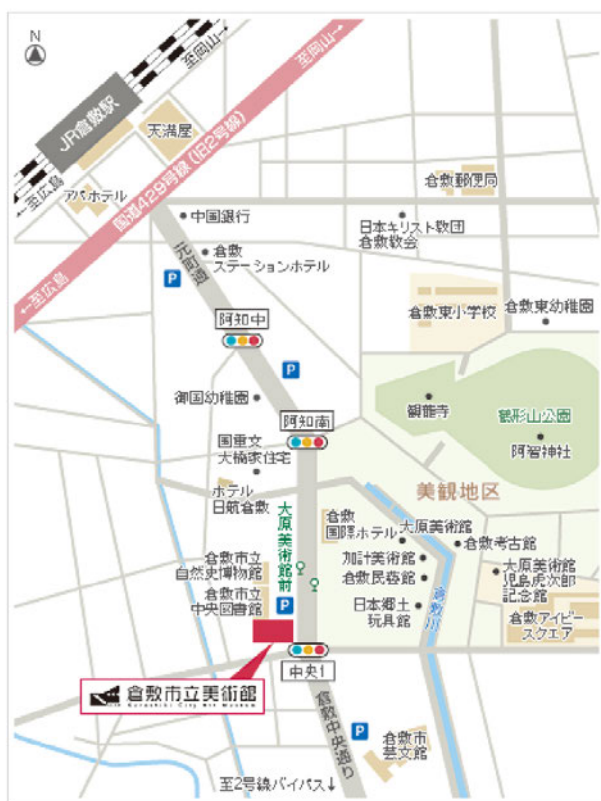 N
至岡山→
至岡山→
JR倉敷駅
天満屋
国道429号線(旧2号線)
←至広島
アパホテル
倉敷郵便局
中国銀行
日本キリスト教団
倉敷教会
元町通
倉敷
ステーションホテル
←至広島
P
阿知中
倉敷東小学校
倉敷東幼稚園
P
御国幼稚園
観龍寺
鶴形山公園
阿知南
阿智神社
国重文
大橋家住宅
美観地区
ホテル
日航倉敷
大原美術館前
倉敷
国際ホテル
大原美術館
倉敷考古館
加計美術館
倉敷民芸館
大原美術館
児島虎次郎
記念館
倉敷市立
自然史博物館
倉敷市立
中央図書館
P
日本郷土
玩具館
倉敷川
倉敷アイビー
スクエア
中央1
倉敷市立美術館
Kurashiki City Art Museum
倉敷中央通り
P
倉敷市
芸文館
至2号線バイパス↓